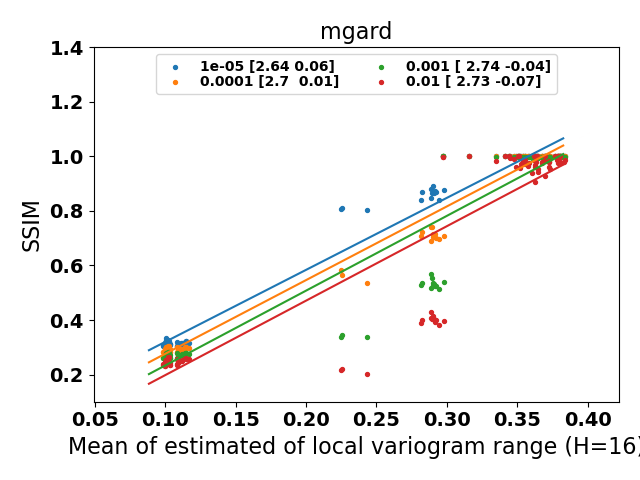 mgard
1e-05 [2.64 0.06]
0.0001 [2.7  0.01]
0.001 [ 2.74 -0.04]
0.01 [ 2.73 -0.07]
SSIM
1.4
1.2
1.0
0.8
0.6
0.4
0.2
0.05 0.10 0.15 0.20 0.25 0.30 0.35 0.40
Mean of estimated of local variogram range (H=16)